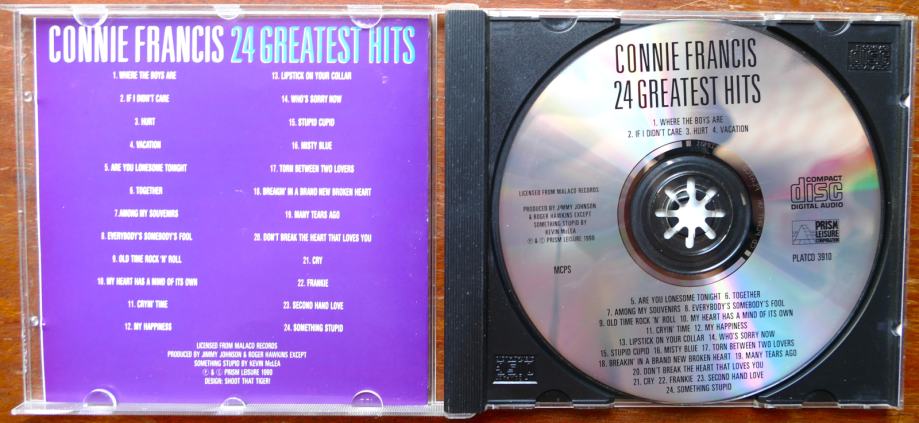 CONNIE FRANCIS 24 GREATEST HITS
1. WHERE THE BOYS ARE
2. IF I DIDN'T CARE
3. HURT
4. VACATION
5. ARE YOU LONESOME TONIGHT
6. TOGETHER
7. AMONG MY SOUVENIRS
8. EVERYBODY'S SOMEBODY'S FOOL
9. OLD TIME ROCK 'N' ROLL
10. MY HEART HAS A MIND OF ITS OWN
11. CRYIN' TIME
12. MY HAPPINESS
13. LIPSTICK ON YOUR COLLAR
14. WHO'S SORRY NOW
15. STUPID CUPID
16. MISTY BLUE
17. TORN BETWEEN TWO LOVERS
18. BREAKIN' IN A BRAND NEW BROKEN HEART
19. MANY TEARS AGO
20. DON'T BREAK THE HEART THAT LOVES YOU
21. CRY
22. FRANKIE
23. SECOND HAND LOVE
24. SOMETHING STUPID
LICENSED FROM MALACO RECORDS
PRODUCED BY JIMMY JOHNSON & ROGER HAWKINS EXCEPT
SOMETHING STUPID BY KEVIN McLEA
℗ & © PRISM LEISURE 1990
DESIGN: SHOOT THAT TIGER!
CONNIE FRANCIS
24 GREATEST HITS
1. WHERE THE BOYS ARE
2. IF I DIDN'T CARE 3. HURT 4. VACATION
LICENSED FROM MALACO RECORDS
PRODUCED BY JIMMY JOHNSON
& ROGER HAWKINS EXCEPT
SOMETHING STUPID BY
KEVIN McLEA
℗ & © PRISM LEISURE 1990
MCPS
COMPACT
disc
DIGITAL AUDIO
PRISM
LEISURE
CORPORATION
PLATCD 3910
5. ARE YOU LONESOME TONIGHT 6. TOGETHER
7. AMONG MY SOUVENIRS 8. EVERYBODY'S SOMEBODY'S FOOL
9. OLD TIME ROCK 'N' ROLL 10. MY HEART HAS A MIND OF ITS OWN
11. CRYIN' TIME 12. MY HAPPINESS
13. LIPSTICK ON YOUR COLLAR 14. WHO'S SORRY NOW
15. STUPID CUPID 16. MISTY BLUE 17. TORN BETWEEN TWO LOVERS
18. BREAKIN' IN A BRAND NEW BROKEN HEART 19. MANY TEARS AGO
20. DON'T BREAK THE HEART THAT LOVES YOU
21. CRY 22. FRANKIE 23. SECOND HAND LOVE
24. SOMETHING STUPID